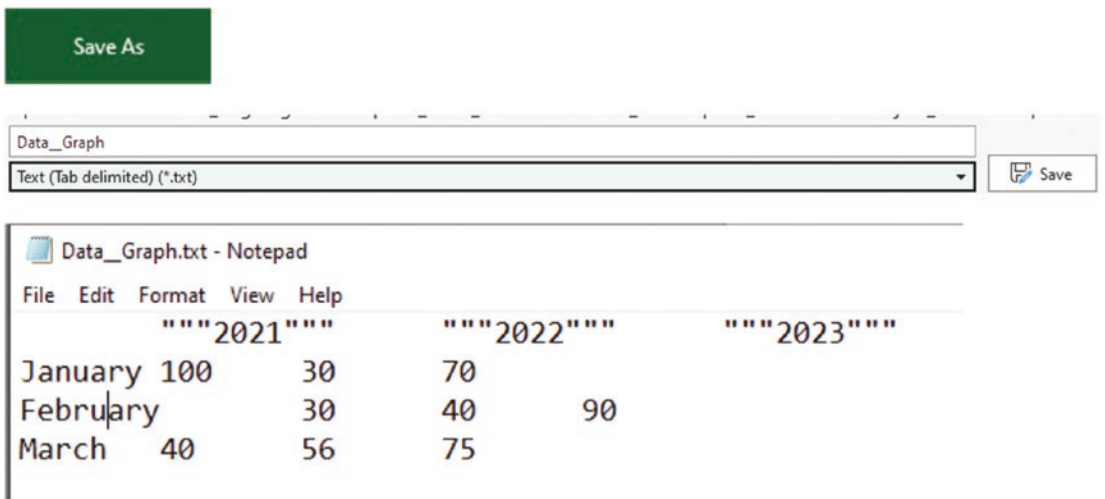 Save As
Data__Graph
Text (Tab delimited) (*.txt)
Save
Data__Graph.txt - Notepad
File Edit Format View Help
"""2021""" """2022""" """2023"""
January 100 30 70
February 30 40 90
March 40 56 75